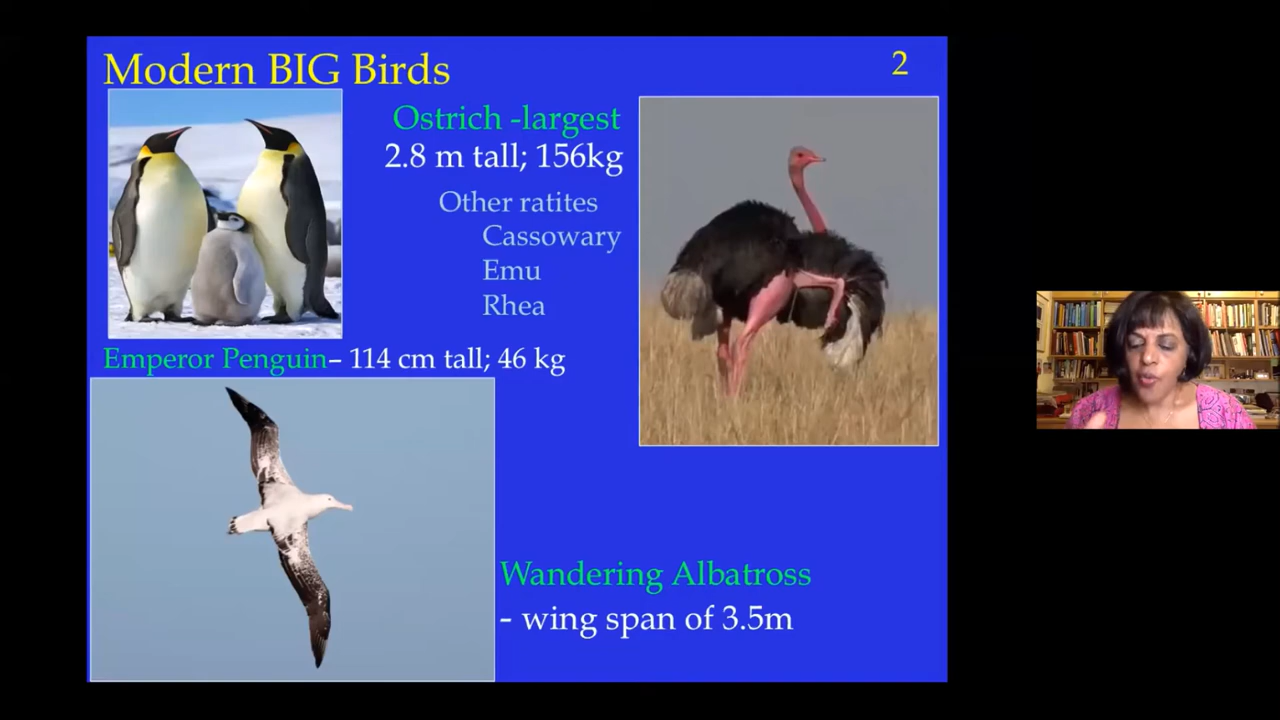 Modern BIG Birds
2
Ostrich -largest
2.8 m tall; 156kg
Other ratites
Cassowary
Emu
Rhea
Emperor Penguin– 114 cm tall; 46 kg
Wandering Albatross
- wing span of 3.5m